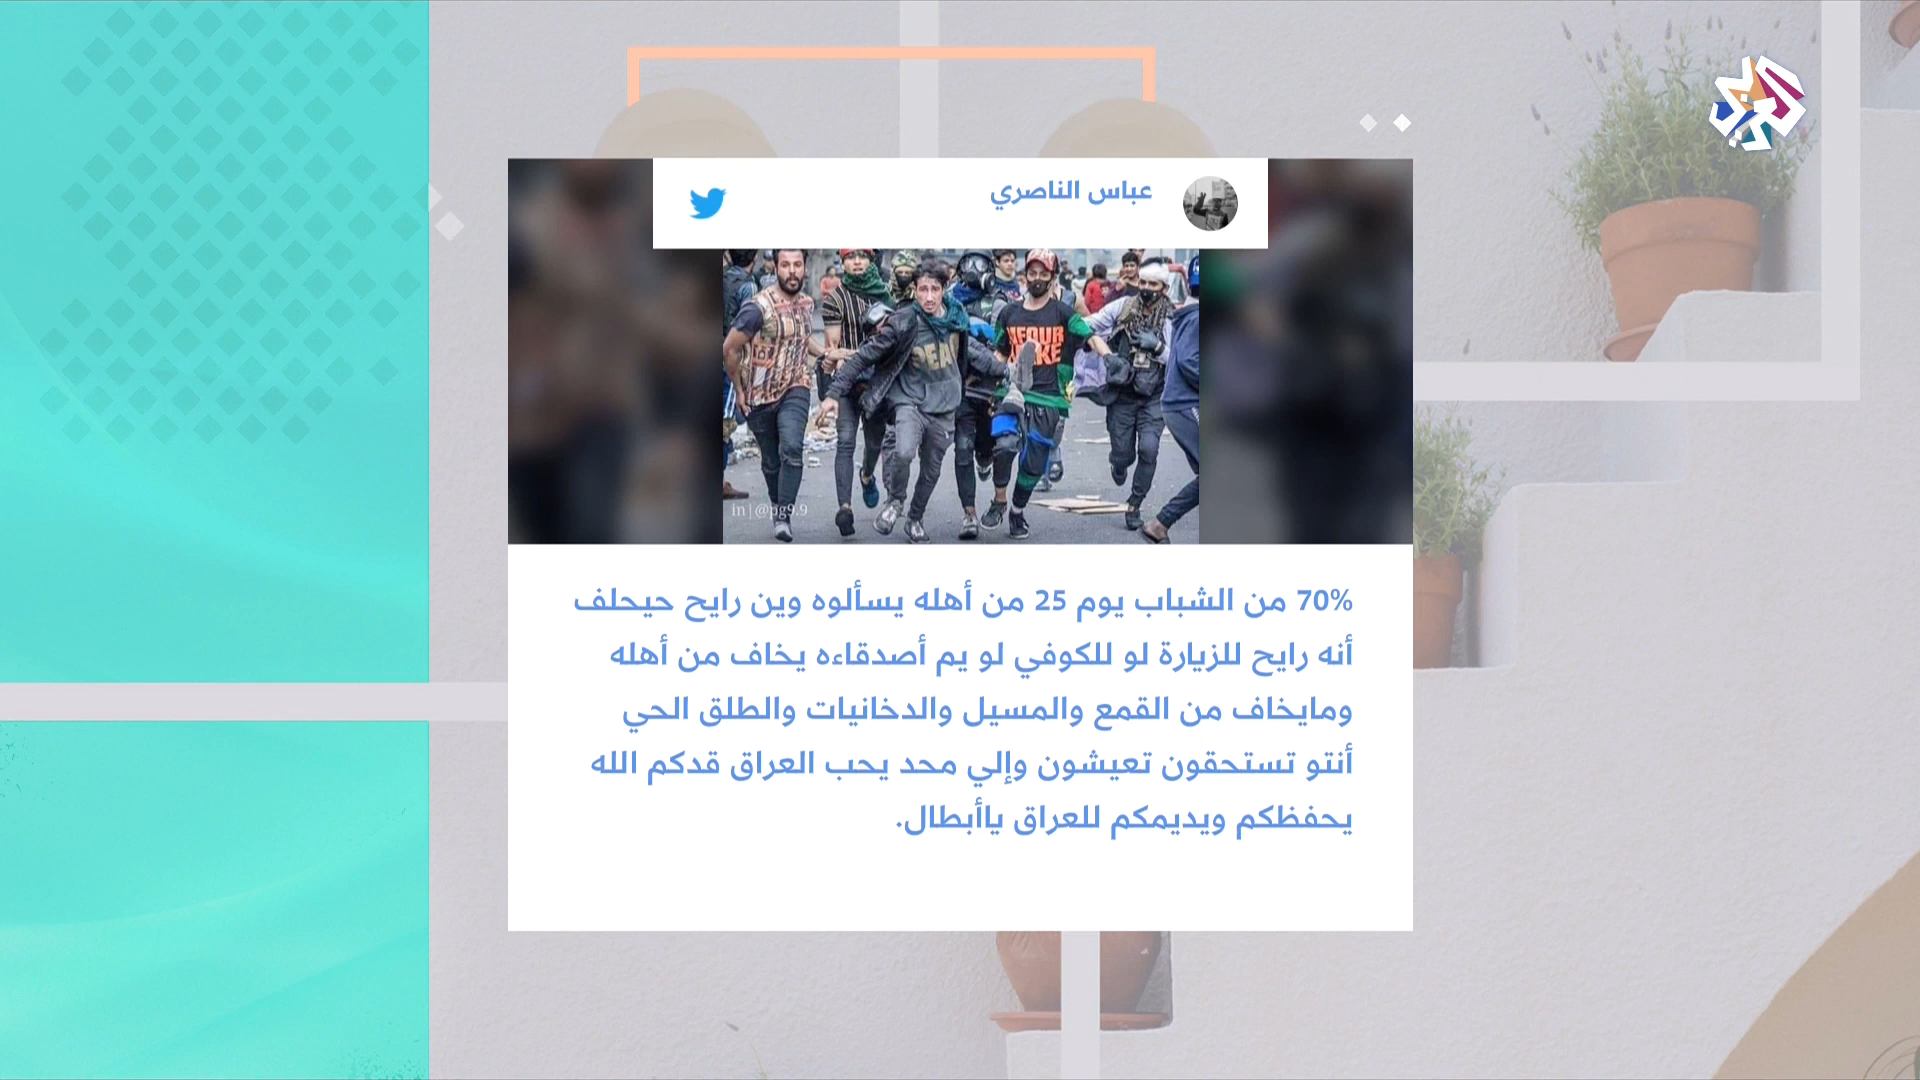 عباس الناصري
HEQUR
in|@pg9.9
70% من الشباب يوم 25 من أهله يسألوه وين رايح حيحلف
أنه رايح للزيارة لو للكوفي لو يم أصدقاءه يخاف من أهله
ومايخاف من القمع والمسيل والدخانيات والطلق الحي
أنتو تستحقون تعيشون وإلي محد يحب العراق قدكم الله
يحفظكم ويديمكم للعراق ياأبطال.